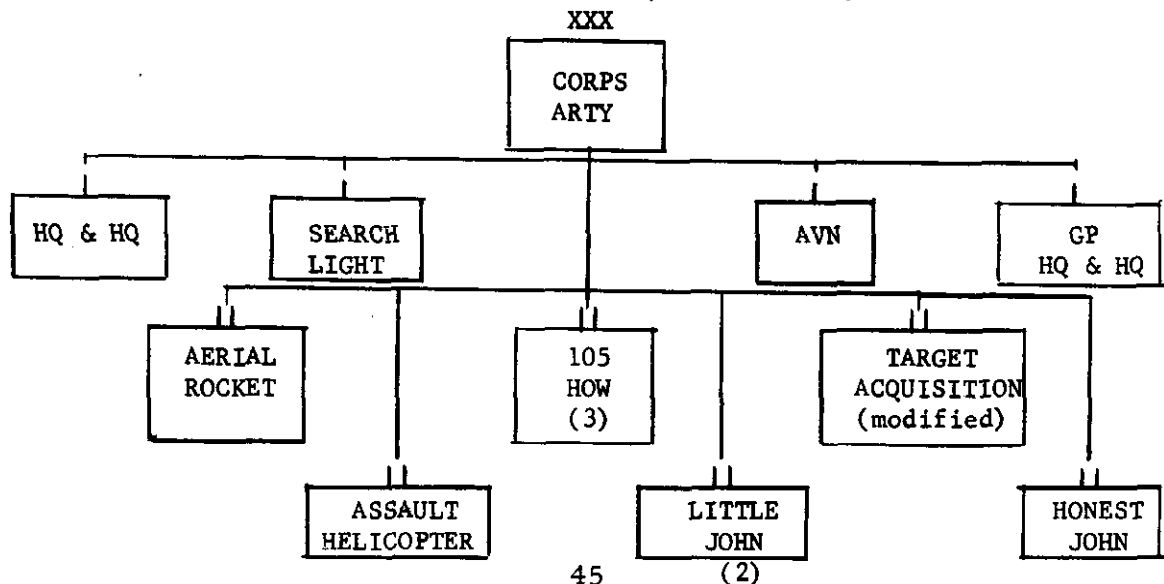 XXX
CORPS
ARTY
HQ & HQ
SEARCH
LIGHT
AVN
GP
HQ & HQ
AERIAL
ROCKET
105
HOW
(3)
TARGET
ACQUISITION
(modified)
ASSAULT
HELICOPTER
LITTLE
JOHN
(2)
HONEST
JOHN
45